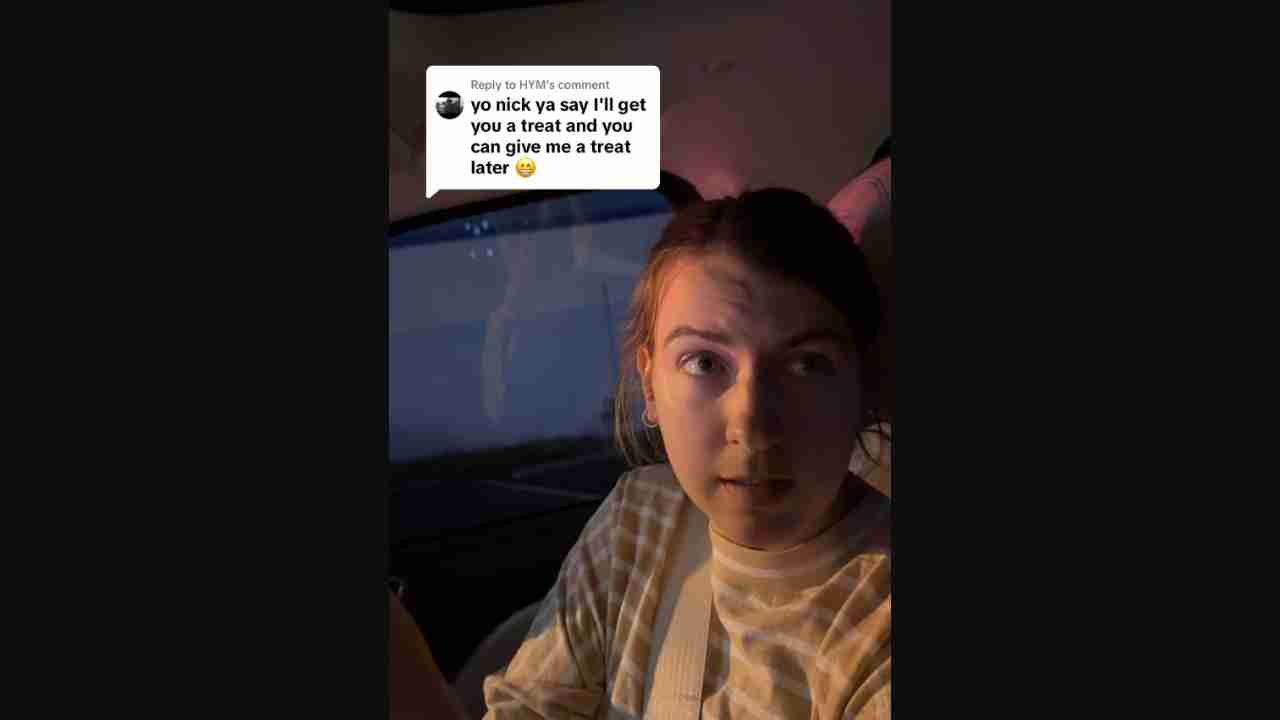 Reply to HYM's comment
yo nick ya say I'll get
you a treat and you
can give me a treat
later 😁